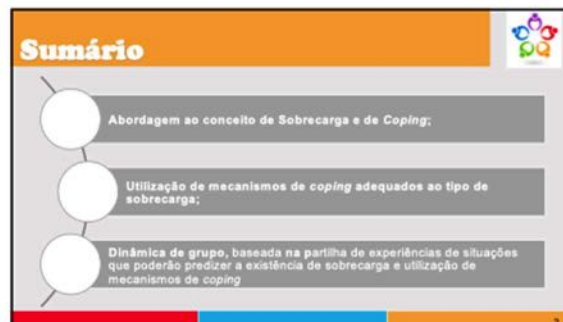 Sumário
Abordagem ao conceito de Sobrecarga e de Coping;
Utilização de mecanismos de coping adequados ao tipo de
sobrecarga;
Dinâmica de grupo, baseada na partilha de experiências de situações
que poderão predizer a existência de sobrecarga e utilização de
mecanismos de coping